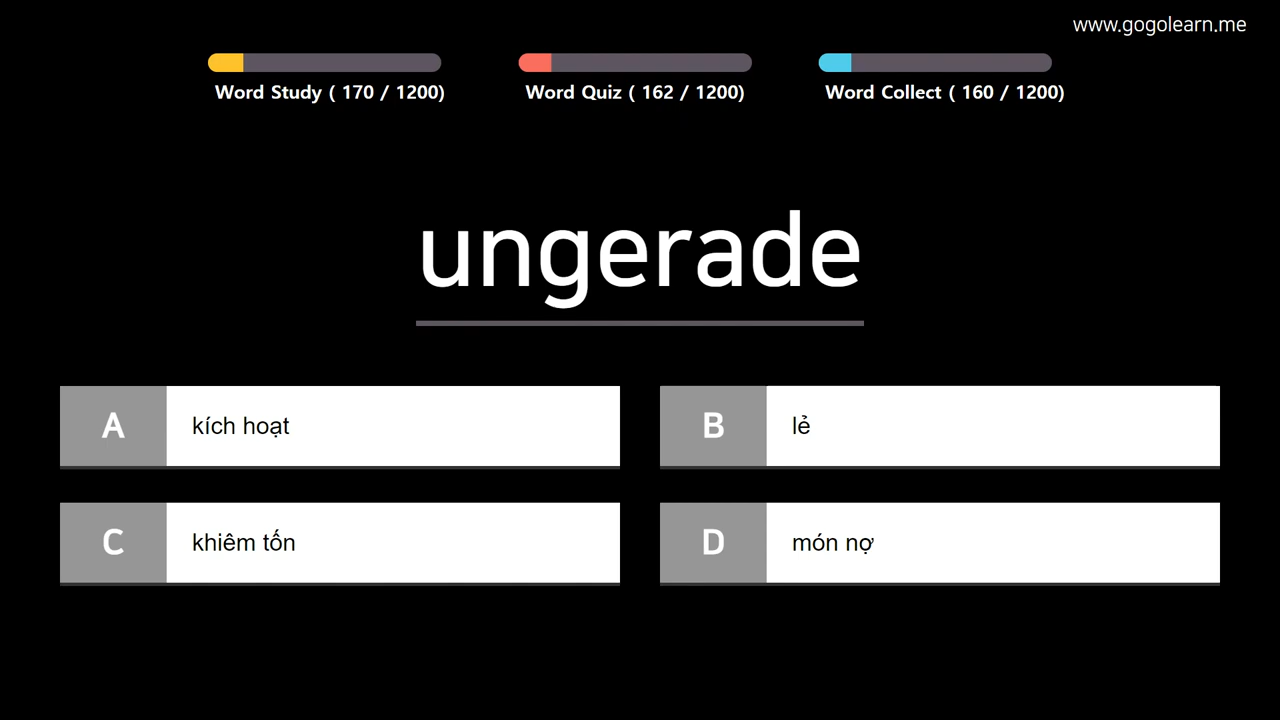 www.gogolearn.me
Word Study ( 170 / 1200)
Word Quiz ( 162 / 1200)
Word Collect ( 160 / 1200)
ungerade
A kích hoạt
B lẻ
C khiêm tốn
D món nợ